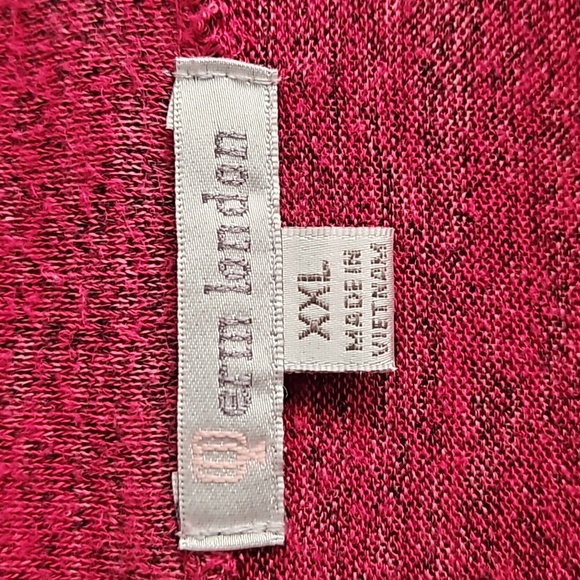 erin london
XXL
MADE IN
VIETNAM